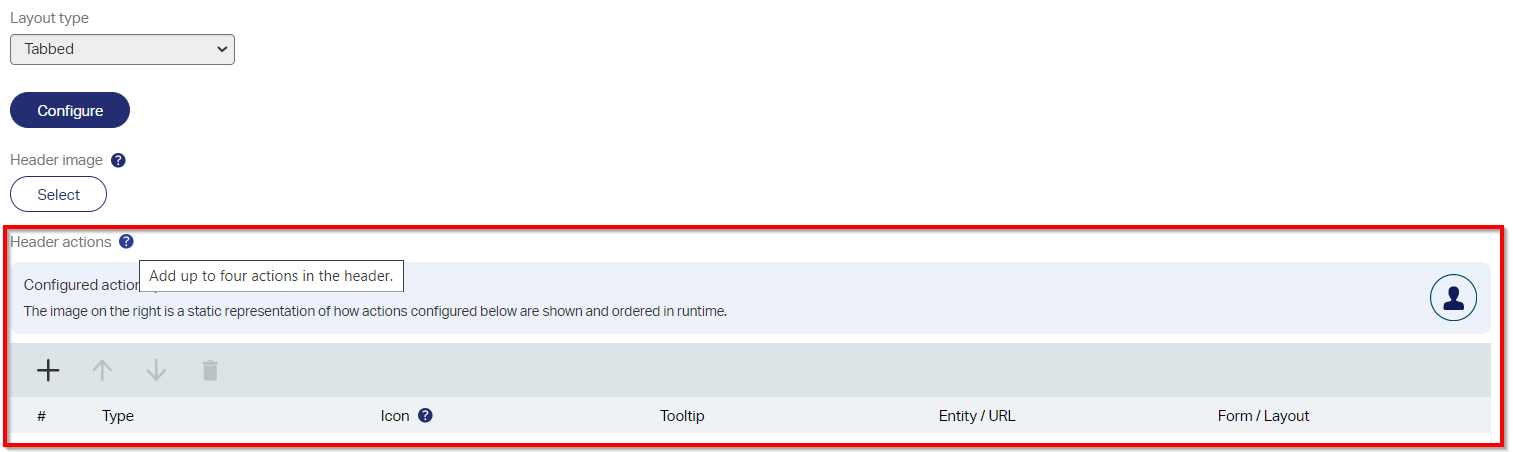 Layout type
Tabbed
Configure
Header image ?
Select
Header actions ?
Add up to four actions in the header.
Configured action
The image on the right is a static representation of how actions configured below are shown and ordered in runtime.
# Type Icon ? Tooltip Entity / URL Form / Layout